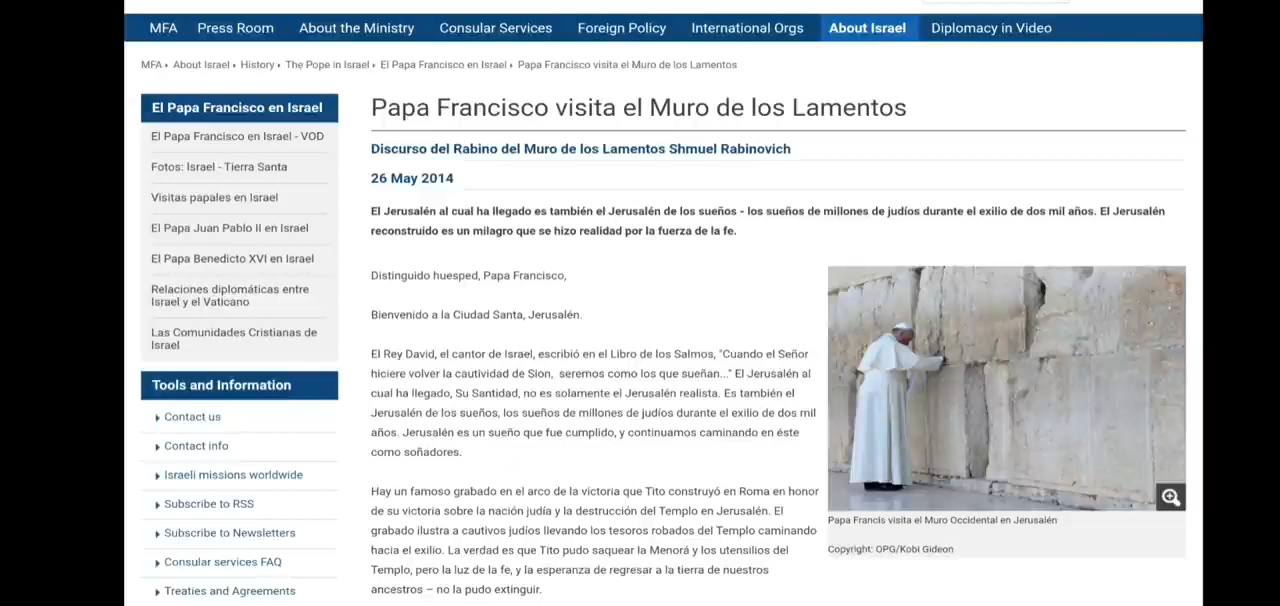 MFA Press Room About the Ministry Consular Services Foreign Policy International Orgs About Israel Diplomacy in Video
MFA About Israel History The Pope in Israel El Papa Francisco en Israel Papa Francisco visita el Muro de los Lamentos
El Papa Francisco en Israel
El Papa Francisco en Israel - VOD
Fotos: Israel - Tierra Santa
Visitas papales en Israel
El Papa Juan Pablo II en Israel
El Papa Benedicto XVI en Israel
Relaciones diplomáticas entre
Israel y el Vaticano
Las Comunidades Cristianas de
Israel
Tools and Information
Contact us
Contact info
Israeli missions worldwide
Subscribe to RSS
Subscribe to Newsletters
Consular services FAQ
Treaties and Agreements
Papa Francisco visita el Muro de los Lamentos
Discurso del Rabino del Muro de los Lamentos Shmuel Rabinovich
26 May 2014
El Jerusalén al cual ha llegado es también el Jerusalén de los sueños - los sueños de millones de judíos durante el exilio de dos mil años. El Jerusalén
reconstruido es un milagro que se hizo realidad por la fuerza de la fe.
Distinguido huesped, Papa Francisco,
Bienvenido a la Ciudad Santa, Jerusalén.
El Rey David, el cantor de Israel, escribió en el Libro de los Salmos, "Cuando el Señor
hiciere volver la cautividad de Sion, seremos como los que sueñan..." El Jerusalén al
cual ha llegado, Su Santidad, no es solamente el Jerusalén realista. Es también el
Jerusalén de los sueños, los sueños de millones de judíos durante el exilio de dos mil
años. Jerusalén es un sueño que fue cumplido, y continuamos caminando en éste
como soñadores.
Hay un famoso grabado en el arco de la victoria que Tito construyó en Roma en honor
de su victoria sobre la nación judía y la destrucción del Templo en Jerusalén. El
grabado ilustra a cautivos judíos llevando los tesoros robados del Templo caminando
hacia el exilio. La verdad es que Tito pudo saquear la Menorá y los utensilios del
Templo, pero la luz de la fe, y la esperanza de regresar a la tierra de nuestros
ancestros – no la pudo extinguir.
Papa Francis visita el Muro Occidental en Jerusalén
Copyright: OPG/Kobi Gideon